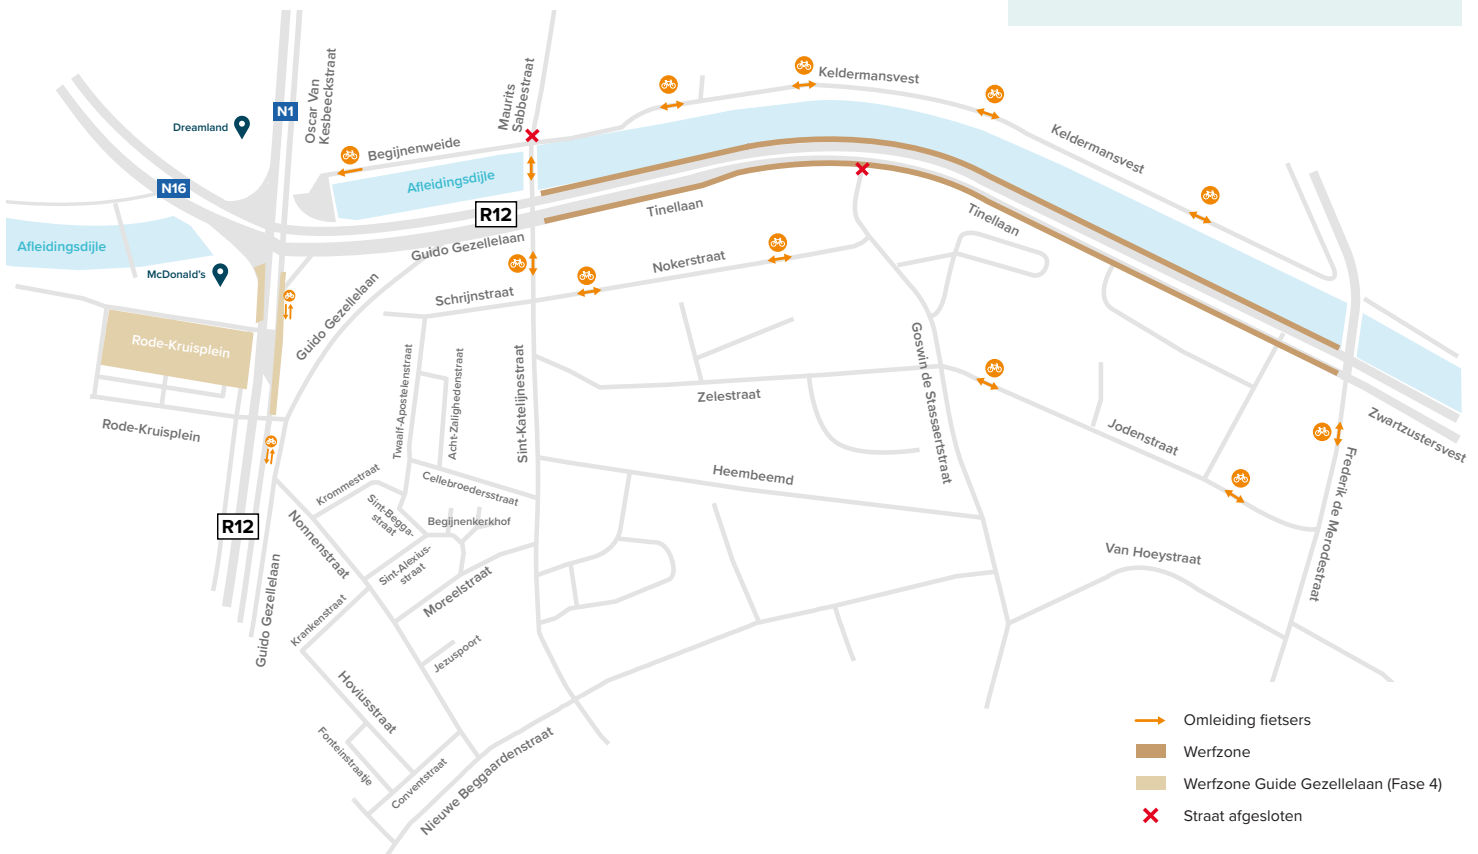 N1
Oscar Van
Kesbeeckstraat
Dreamland
N16
Begijnenweide
Maurits
Sabbestraat
Keldermansvest
Keldermansvest
Afleidingsdijle
Afleidingsdijle
McDonald's
R12
Tinellaan
Tinellaan
Guido Gezellelaan
Guido Gezellelaan
Nokerstraat
Schrijnstraat
Rode-Kruisplein
Rode-Kruisplein
Twaalf-Apostelenstraat
Acht-Zalighedenstraat
Sint-Katelijnestraat
Zelestraat
Goswin de Stassaertstraat
Jodenstraat
Zwartzustersvest
Frederik de Merodestraat
Heembeemd
Krommestraat
Cellebroedersstraat
Sint-Begga-
straat
Begijnenkerkhof
R12
Nonnenstraat
Sint-Alexius-
straat
Moreelstraat
Van Hoeystraat
Guido Gezellelaan
Krankenstraat
Jezuspoort
Hoviusstraat
Fonteinstraatje
Conventstraat
Nieuwe Beggaardenstraat
Omleiding fietsers
Werfzone
Werfzone Guide Gezellelaan (Fase 4)
Straat afgesloten